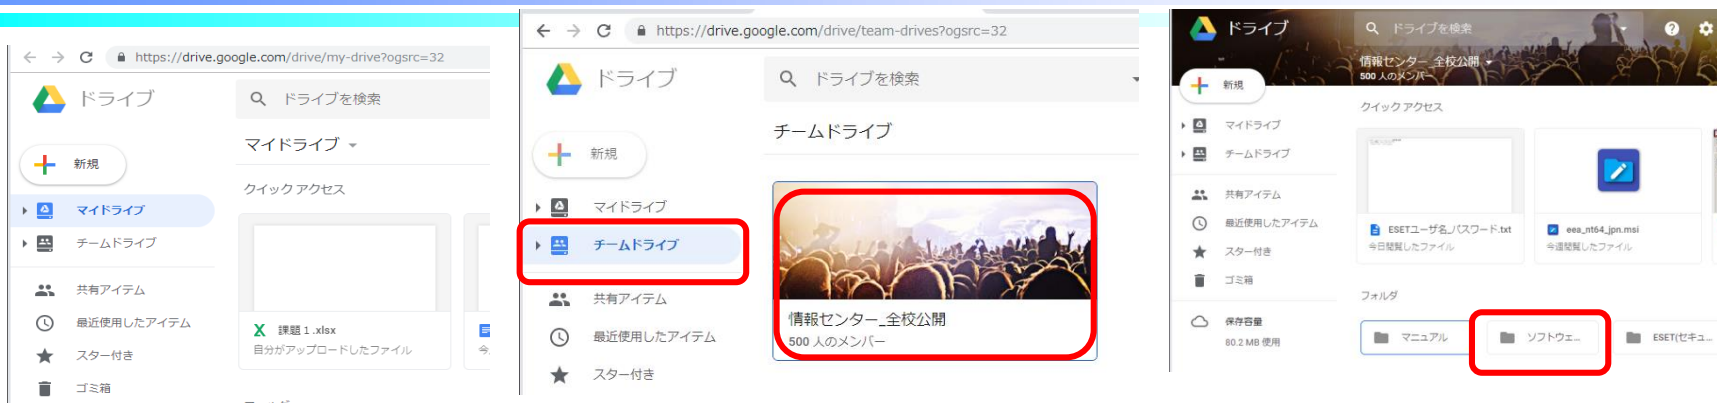 https://drive.google.com/drive/my-drive?ogsrc=32
ドライブ
ドライブを検索
新規
マイドライブ
マイドライブ
チームドライブ
クイック アクセス
課題１.xlsx
自分がアップロードしたファイル
共有アイテム
最近使用したアイテム
スター付き
ゴミ箱
https://drive.google.com/drive/team-drives?ogsrc=32
ドライブ
ドライブを検索
チームドライブ
新規
マイドライブ
チームドライブ
情報センター_全校公開
500 人のメンバー
共有アイテム
最近使用したアイテム
スター付き
ドライブ
ドライブを検索
情報センター_全校公開
500 人のメンバー
新規
クイック アクセス
マイドライブ
チームドライブ
共有アイテム
最近使用したアイテム
スター付き
ゴミ箱
保存容量
80.2 MB 使用
ESETユーザ名_パスワード.txt
今日閲覧したファイル
eea_nt64_jpn.msi
今週閲覧したファイル
フォルダ
マニュアル
ソフトウェ...
ESET(セキュ...